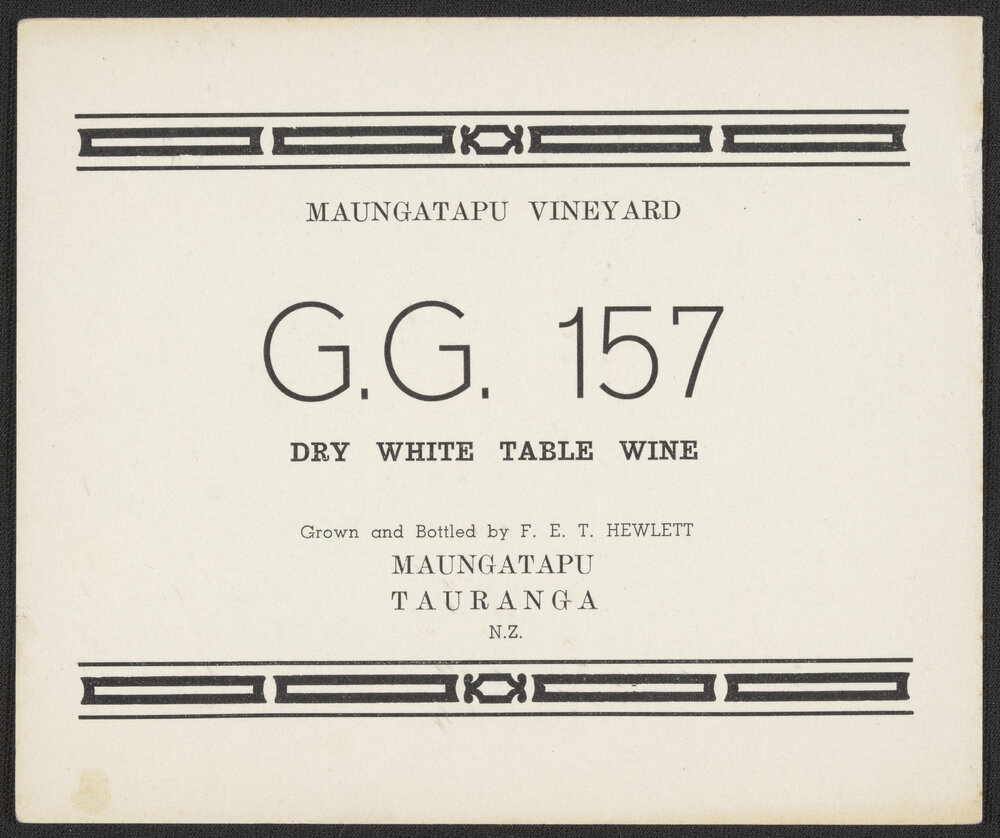 MAUNGATAPU VINEYARD
G.G. 157
DRY WHITE TABLE WINE
Grown and Bottled by F. E. T. HEWLETT
MAUNGATAPU
TAURANGA
N.Z.